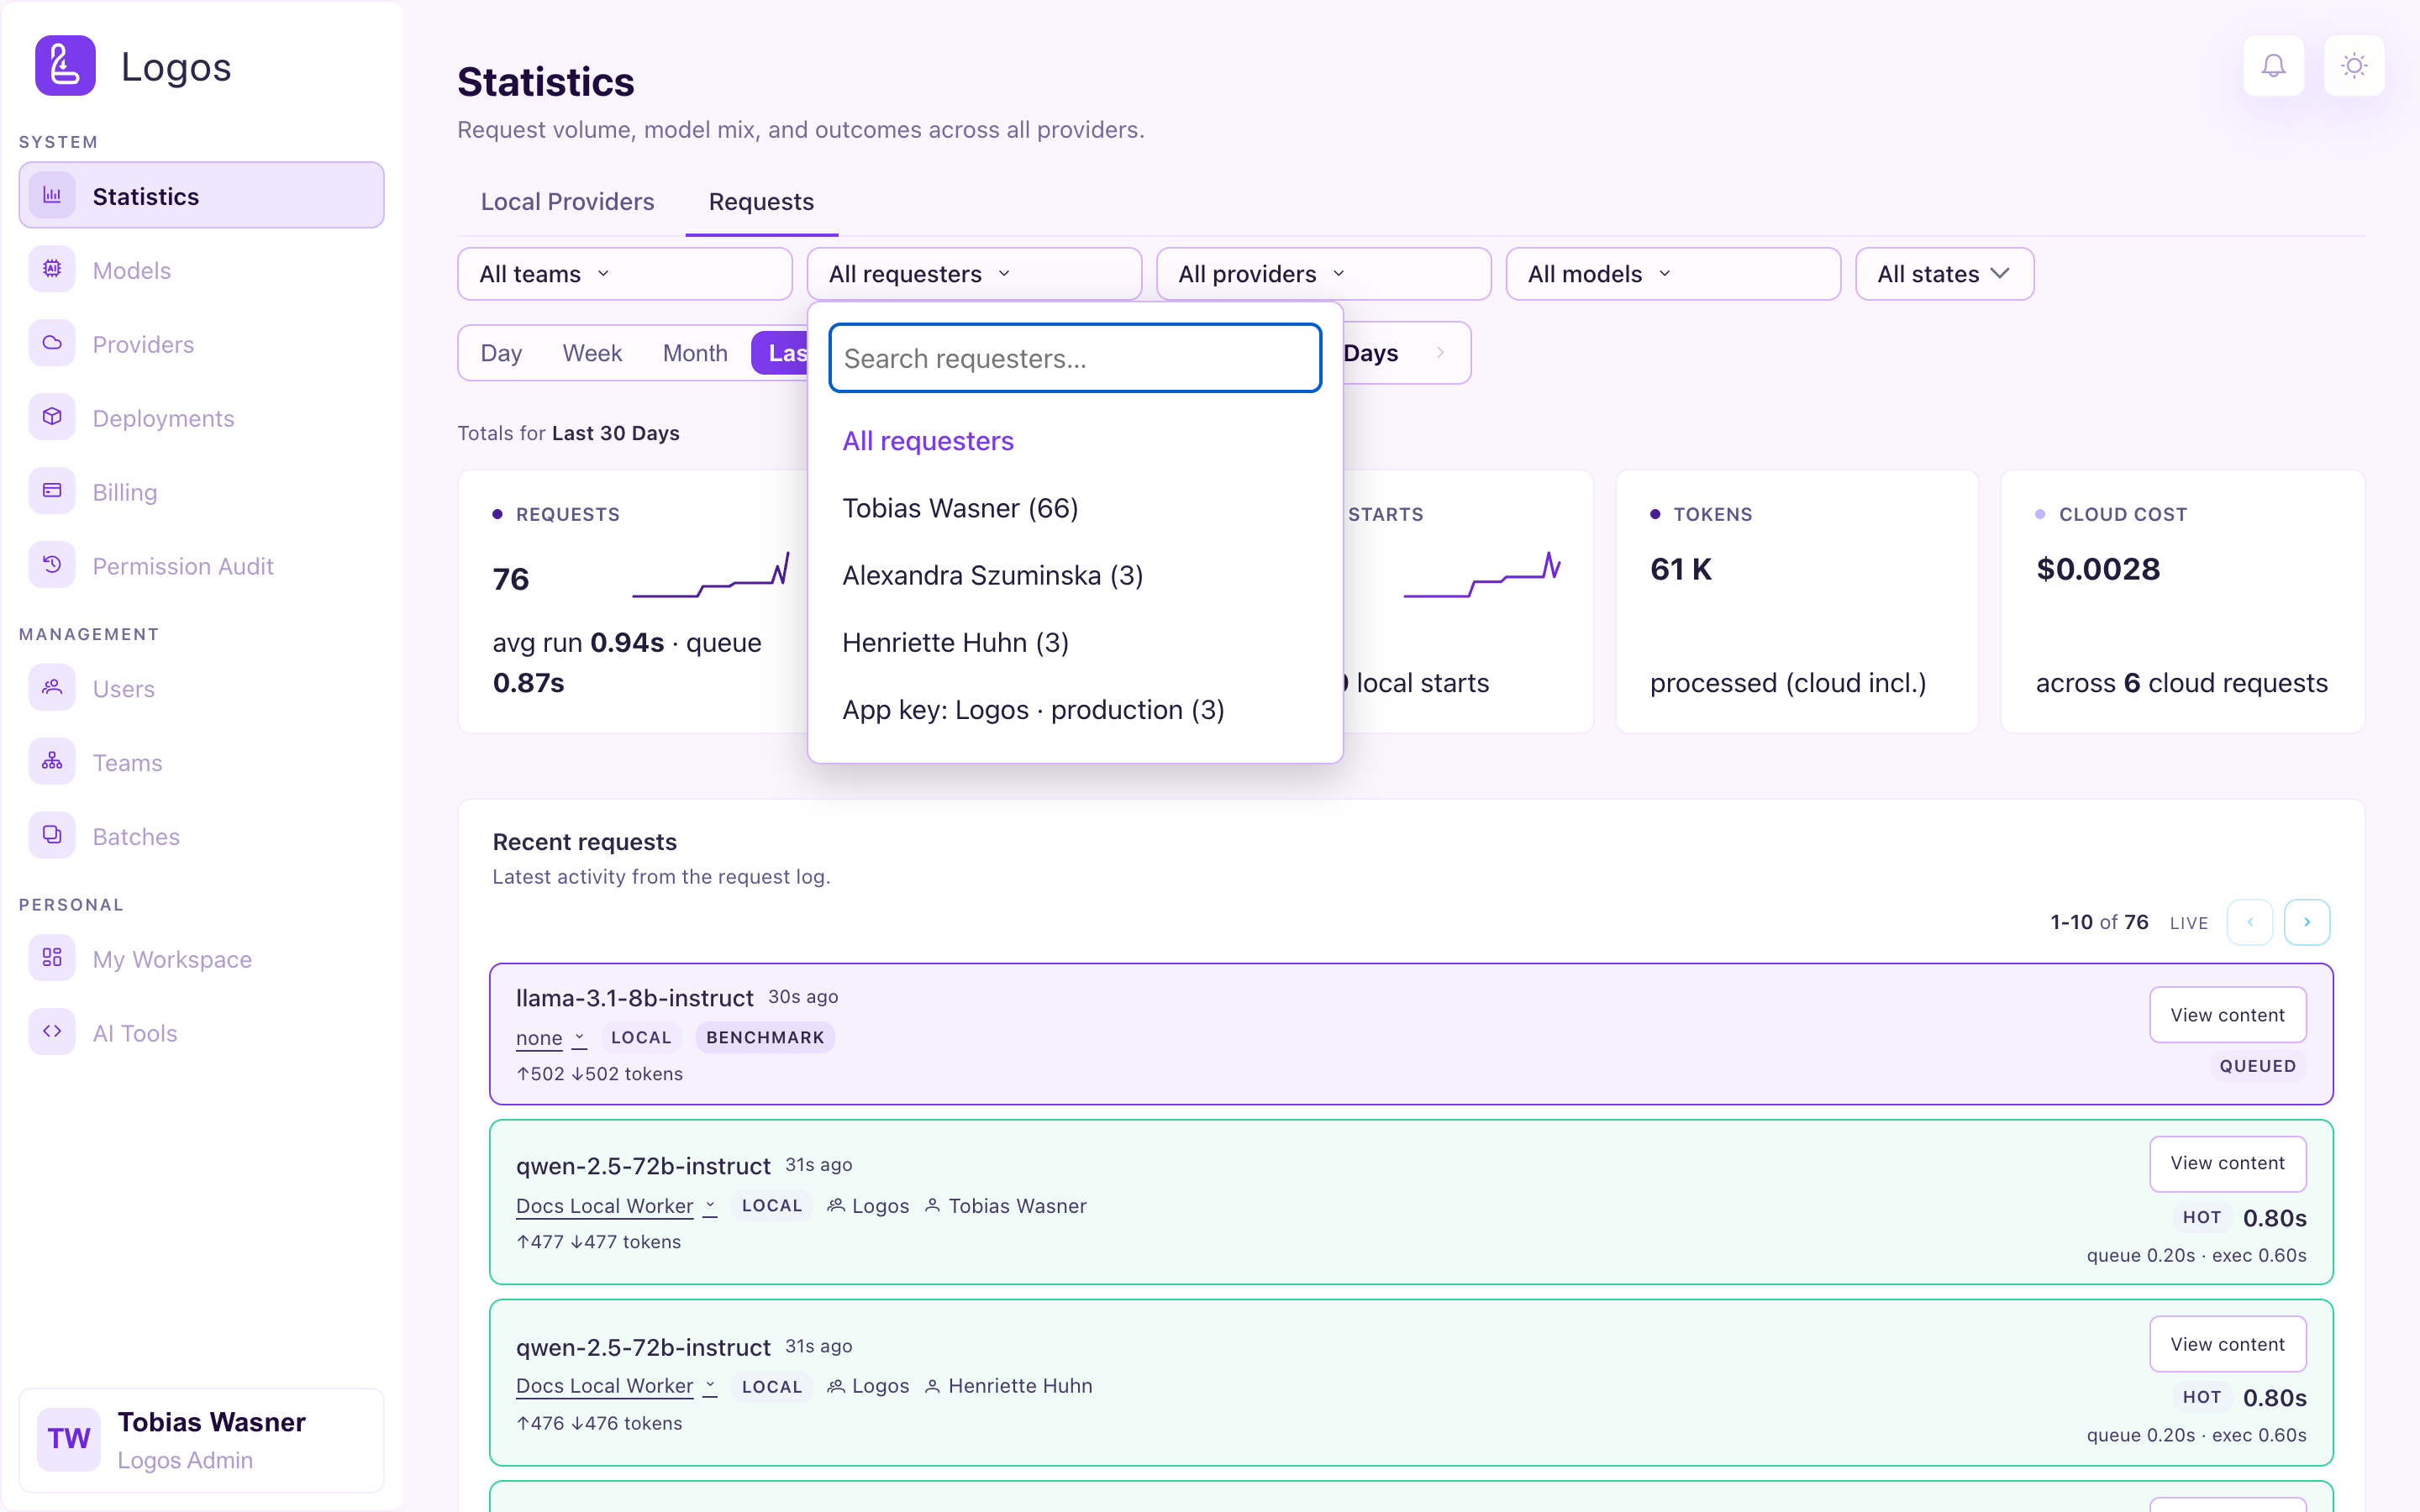 Logos
SYSTEM
Statistics
Models
Providers
Deployments
Billing
Permission Audit
MANAGEMENT
Users
Teams
Batches
PERSONAL
My Workspace
AI Tools
TW
Tobias Wasner
Logos Admin
Statistics
Request volume, model mix, and outcomes across all providers.
Local Providers Requests
All teams All requesters All providers All models All states
Day Week Month Las Days
Search requesters...
All requesters
Tobias Wasner (66)
Alexandra Szuminska (3)
Henriette Huhn (3)
App key: Logos · production (3)
Totals for Last 30 Days
REQUESTS
76
avg run 0.94s · queue
0.87s
STARTS
local starts
TOKENS
61 K
processed (cloud incl.)
CLOUD COST
$0.0028
across 6 cloud requests
Recent requests
Latest activity from the request log.
1-10 of 76 LIVE
llama-3.1-8b-instruct 30s ago
none LOCAL BENCHMARK
↑502 ↓502 tokens
View content
QUEUED
qwen-2.5-72b-instruct 31s ago
Docs Local Worker LOCAL Logos Tobias Wasner
↑477 ↓477 tokens
View content
HOT 0.80s
queue 0.20s · exec 0.60s
qwen-2.5-72b-instruct 31s ago
Docs Local Worker LOCAL Logos Henriette Huhn
↑476 ↓476 tokens
View content
HOT 0.80s
queue 0.20s · exec 0.60s